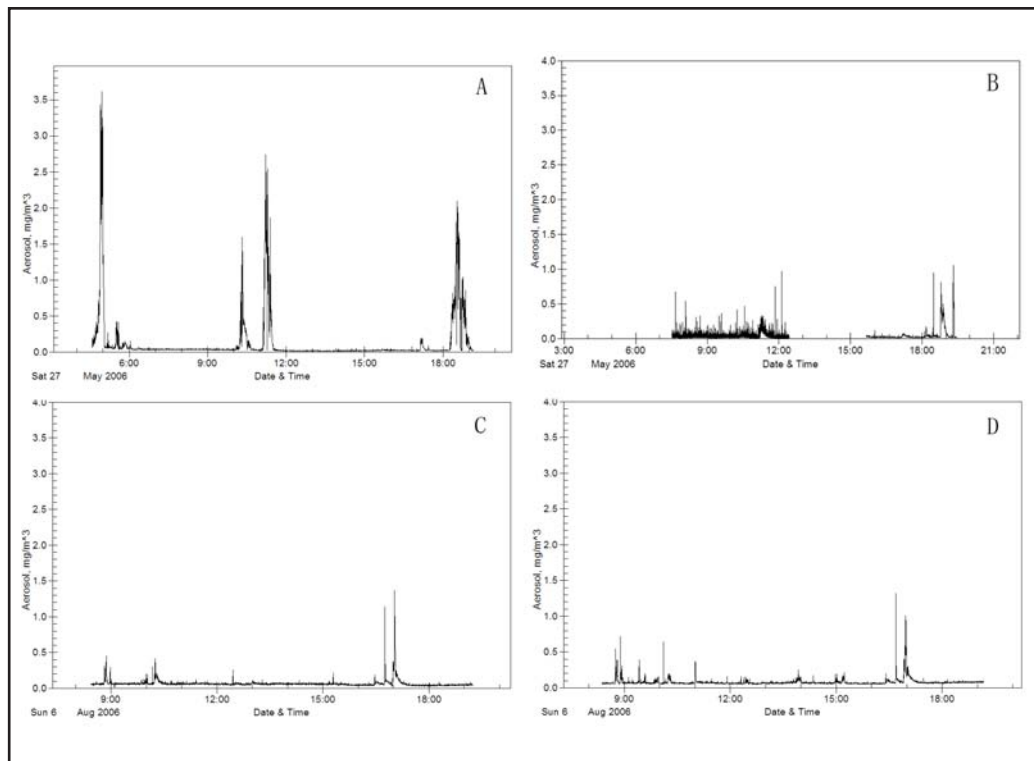 A
Aerosol, mg/m^3
3.5
3.0
2.5
2.0
1.5
1.0
0.5
0.0
6:00 9:00 12:00 15:00 18:00
Sat 27 May 2006 Date & Time
B
Aerosol, mg/m^3
4.0
3.5
3.0
2.5
2.0
1.5
1.0
0.5
0.0
3:00 6:00 9:00 12:00 15:00 18:00 21:00
Sat 27 May 2006 Date & Time
C
Aerosol, mg/m^3
4.0
3.5
3.0
2.5
2.0
1.5
1.0
0.5
0.0
9:00 12:00 15:00 18:00
Sun 6 Aug 2006 Date & Time
D
Aerosol, mg/m^3
4.0
3.5
3.0
2.5
2.0
1.5
1.0
0.5
0.0
9:00 12:00 15:00 18:00
Sun 6 Aug 2006 Date & Time